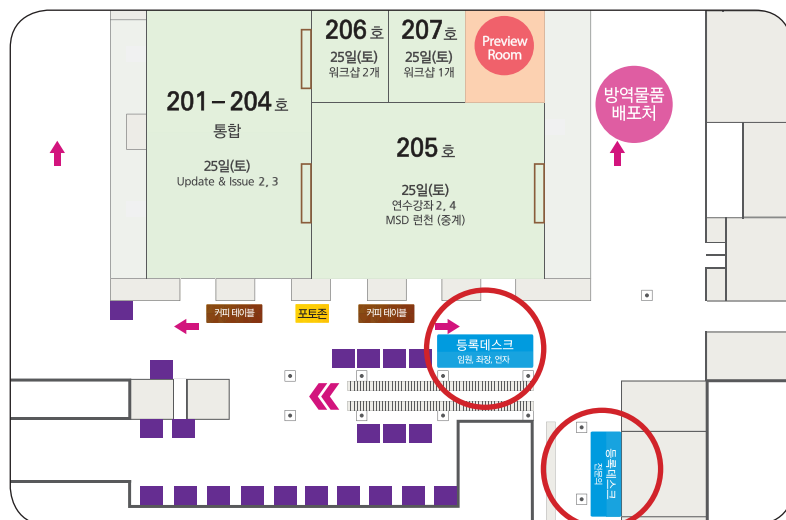 206호
25일(토)
워크샵 2개
207호
25일(토)
워크샵 1개
Preview
Room
방역물품
배포처
201-204호
통합
25일(토)
Update & Issue 2, 3
205호
25일(토)
연수강좌 2, 4
MSD 런천 (중계)
커피 테이블
포토존
커피 테이블
등록데스크
임원, 좌장, 연자
등록데스크
전문의